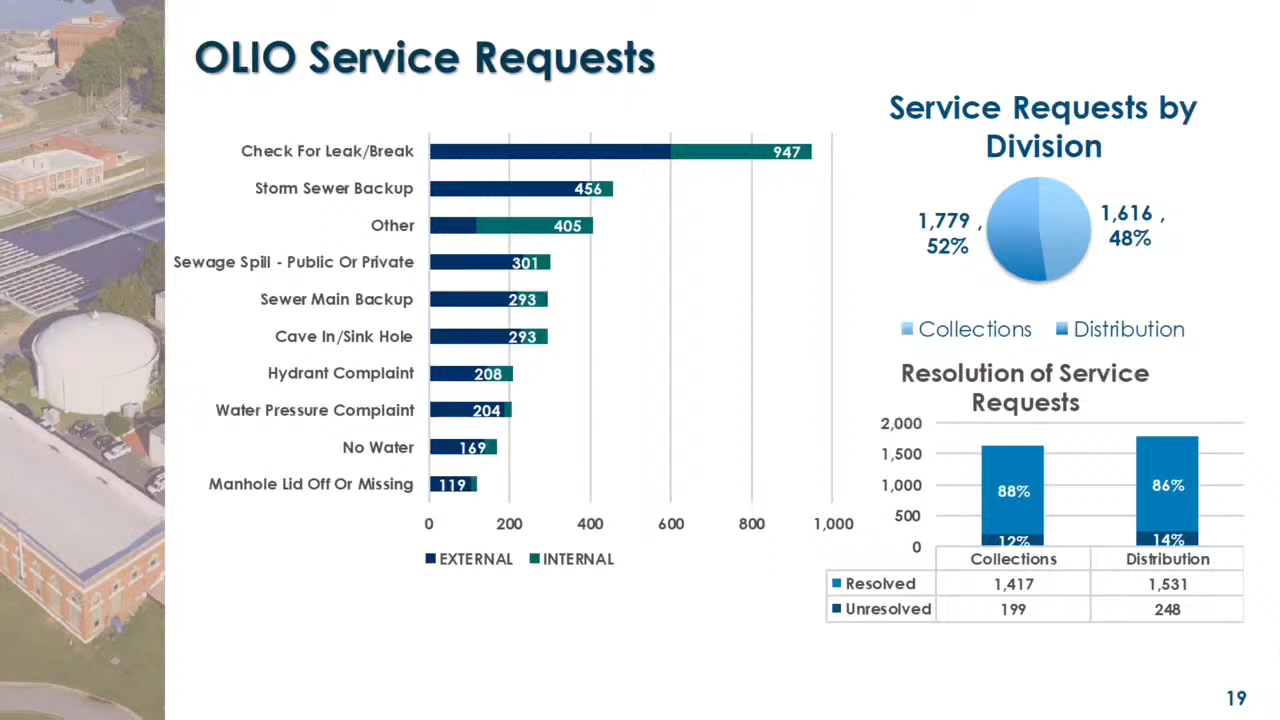 OLIO Service Requests
Check For Leak/Break 947
Storm Sewer Backup 456
Other 405
Sewage Spill - Public Or Private 301
Sewer Main Backup 293
Cave In/Sink Hole 293
Hydrant Complaint 208
Water Pressure Complaint 204
No Water 169
Manhole Lid Off Or Missing 119
0 200 400 600 800 1,000
EXTERNAL INTERNAL
Service Requests by
Division
1,779 ,
52%
1,616 ,
48%
Collections Distribution
Resolution of Service
Requests
2,000
1,500
1,000
500
0
88% 86%
12% 14%
Collections Distribution
Resolved 1,417 1,531
Unresolved 199 248
19